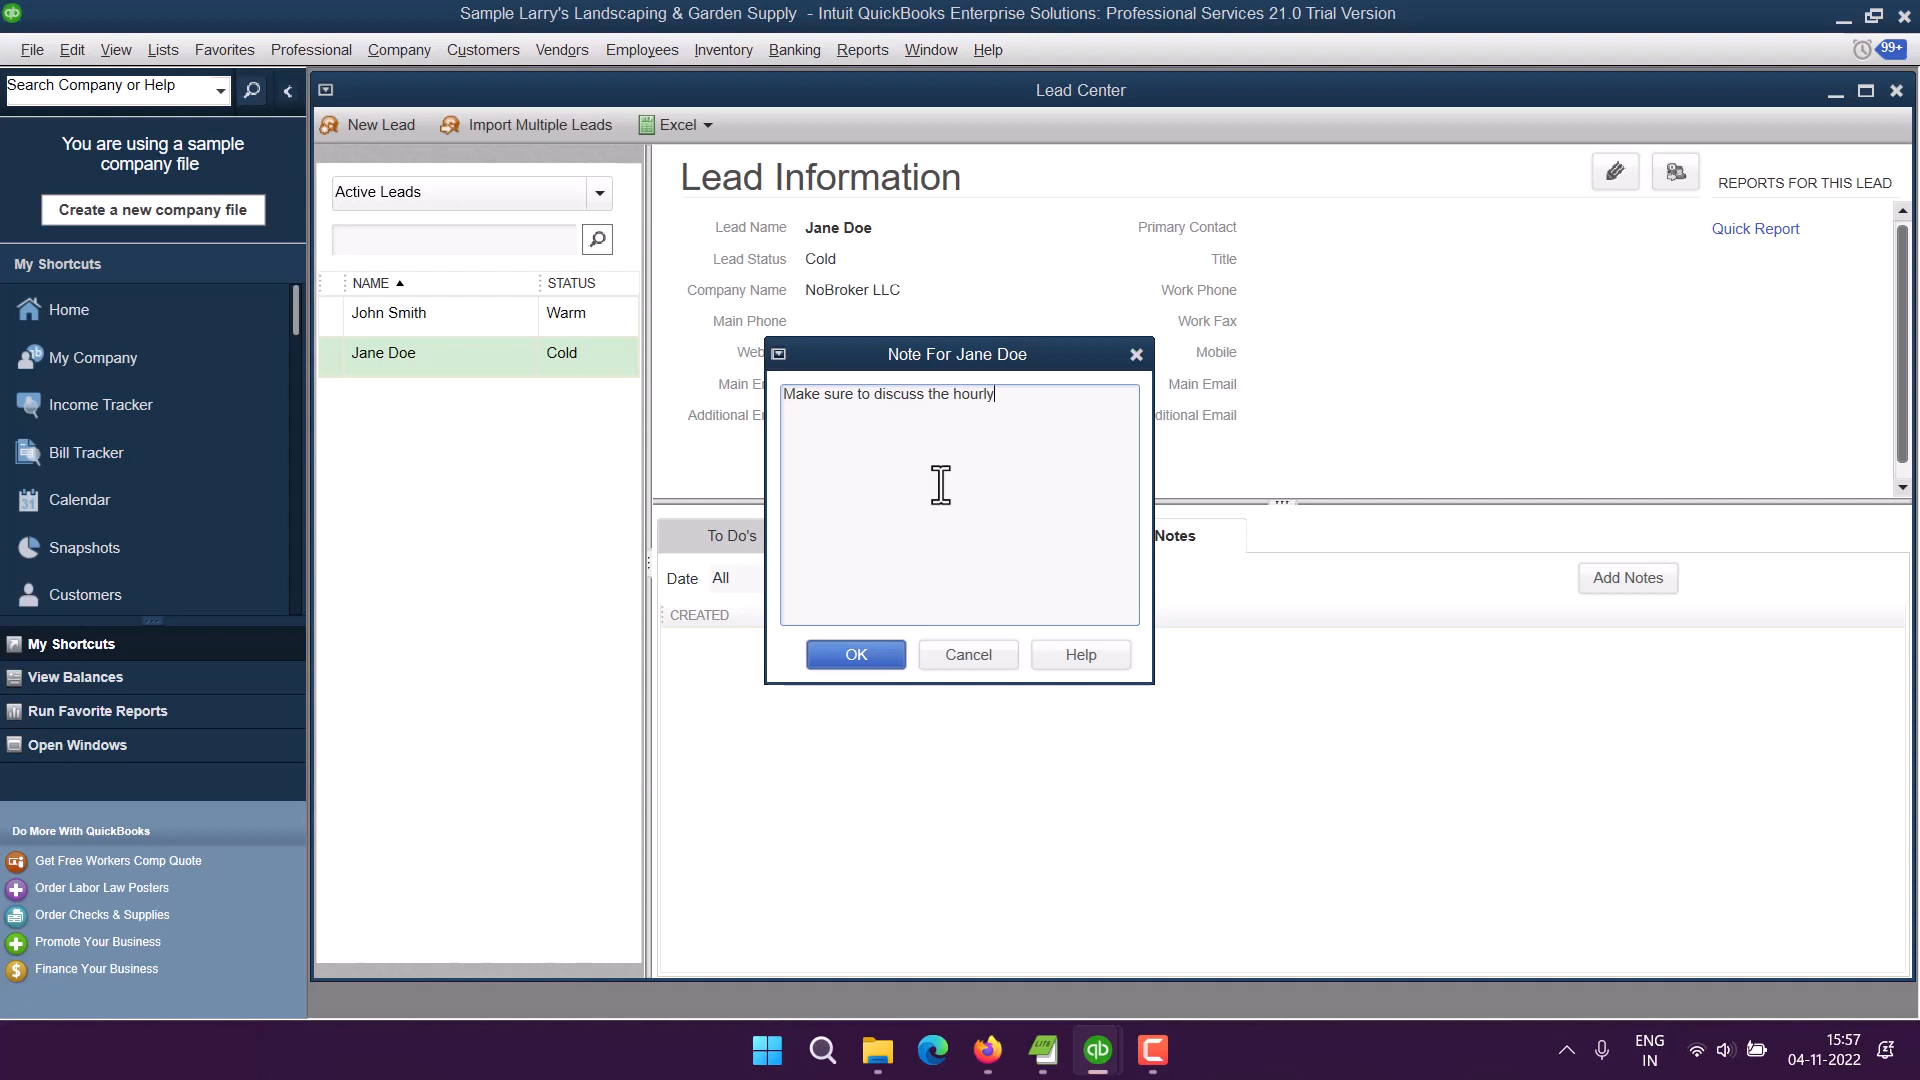 Sample Larry's Landscaping & Garden Supply - Intuit QuickBooks Enterprise Solutions: Professional Services 21.0 Trial Version
File Edit View Lists Favorites Professional Company Customers Vendors Employees Inventory Banking Reports Window Help
99+
Search Company or Help
Lead Center
New Lead Import Multiple Leads Excel
You are using a sample
company file
Create a new company file
My Shortcuts
Home
My Company
Income Tracker
Bill Tracker
Calendar
Snapshots
Customers
My Shortcuts
View Balances
Run Favorite Reports
Open Windows
Do More With QuickBooks
Get Free Workers Comp Quote
Order Labor Law Posters
Order Checks & Supplies
Promote Your Business
Finance Your Business
Active Leads
NAME STATUS
John Smith Warm
Jane Doe Cold
Lead Information
REPORTS FOR THIS LEAD
Quick Report
Lead Name Jane Doe Primary Contact
Lead Status Cold Title
Company Name NoBroker LLC Work Phone
Main Phone Work Fax
Web Mobile
Main E Main Email
Additional E ditional Email
Note For Jane Doe
Make sure to discuss the hourly
OK Cancel Help
To Do's Notes
Date All Add Notes
CREATED
LITE
qb
ENG
IN
15:57
04-11-2022